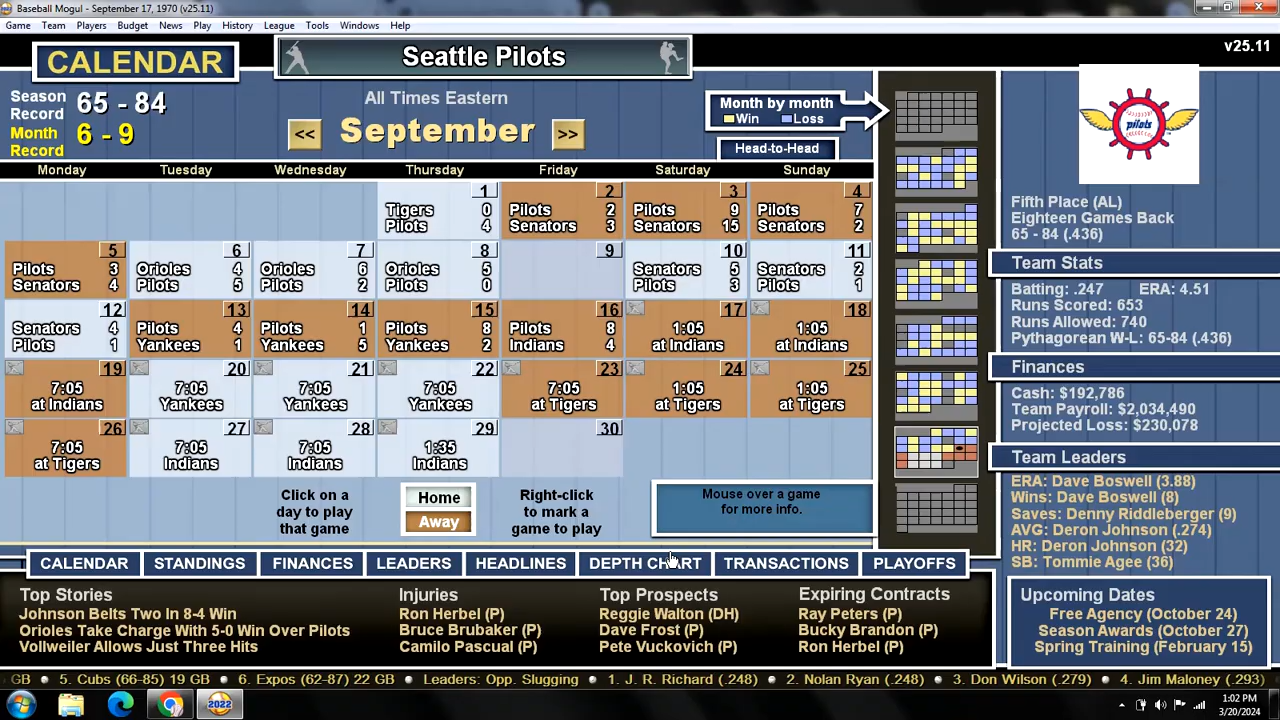 Baseball Mogul - September 17, 1970 (v25.11)
Game Team Players Budget News Play History League Tools Windows Help
CALENDAR
Seattle Pilots
v25.11
Season Record 65 - 84
Month Record 6 - 9
All Times Eastern
<< September >>
Month by month
Win Loss
Head-to-Head
pilots
Monday Tuesday Wednesday Thursday Friday Saturday Sunday
1 2 3 4
Tigers 0 Pilots 2 Pilots 9 Pilots 7
Pilots 4 Senators 3 Senators 15 Senators 2
5 6 7 8 9 10 11
Pilots 3 Orioles 4 Orioles 6 Orioles 5 Senators 5 Senators 2
Senators 4 Pilots 5 Pilots 2 Pilots 0 Pilots 3 Pilots 1
12 13 14 15 16 17 18
Senators 4 Pilots 4 Pilots 1 Pilots 8 Pilots 8 1:05 1:05
Pilots 1 Yankees 1 Yankees 5 Yankees 2 Indians 4 at Indians at Indians
19 20 21 22 23 24 25
7:05 7:05 7:05 7:05 7:05 1:05 1:05
at Indians Yankees Yankees Yankees at Tigers at Tigers at Tigers
26 27 28 29 30
7:05 7:05 7:05 1:35
at Tigers Indians Indians Indians
Click on a day to play that game
Home
Away
Right-click to mark a game to play
Mouse over a game
for more info.
Fifth Place (AL)
Eighteen Games Back
65 - 84 (.436)
Team Stats
Batting: .247 ERA: 4.51
Runs Scored: 653
Runs Allowed: 740
Pythagorean W-L: 65-84 (.436)
Finances
Cash: $192,786
Team Payroll: $2,034,490
Projected Loss: $230,078
Team Leaders
ERA: Dave Boswell (3.88)
Wins: Dave Boswell (8)
Saves: Denny Riddleberger (9)
AVG: Deron Johnson (.274)
HR: Deron Johnson (32)
SB: Tommie Agee (36)
CALENDAR STANDINGS FINANCES LEADERS HEADLINES DEPTH CHART TRANSACTIONS PLAYOFFS
Top Stories
Johnson Belts Two In 8-4 Win
Orioles Take Charge With 5-0 Win Over Pilots
Vollweiler Allows Just Three Hits
Injuries
Ron Herbel (P)
Bruce Brubaker (P)
Camilo Pascual (P)
Top Prospects
Reggie Walton (DH)
Dave Frost (P)
Pete Vuckovich (P)
Expiring Contracts
Ray Peters (P)
Bucky Brandon (P)
Ron Herbel (P)
Upcoming Dates
Free Agency (October 24)
Season Awards (October 27)
Spring Training (February 15)
GB • 5. Cubs (66-85) 19 GB • 6. Expos (62-87) 22 GB • Leaders: Opp. Slugging • 1. J. R. Richard (.248) • 2. Nolan Ryan (.248) • 3. Don Wilson (.279) • 4. Jim Maloney (.293)
2022
1:02 PM
3/20/2024